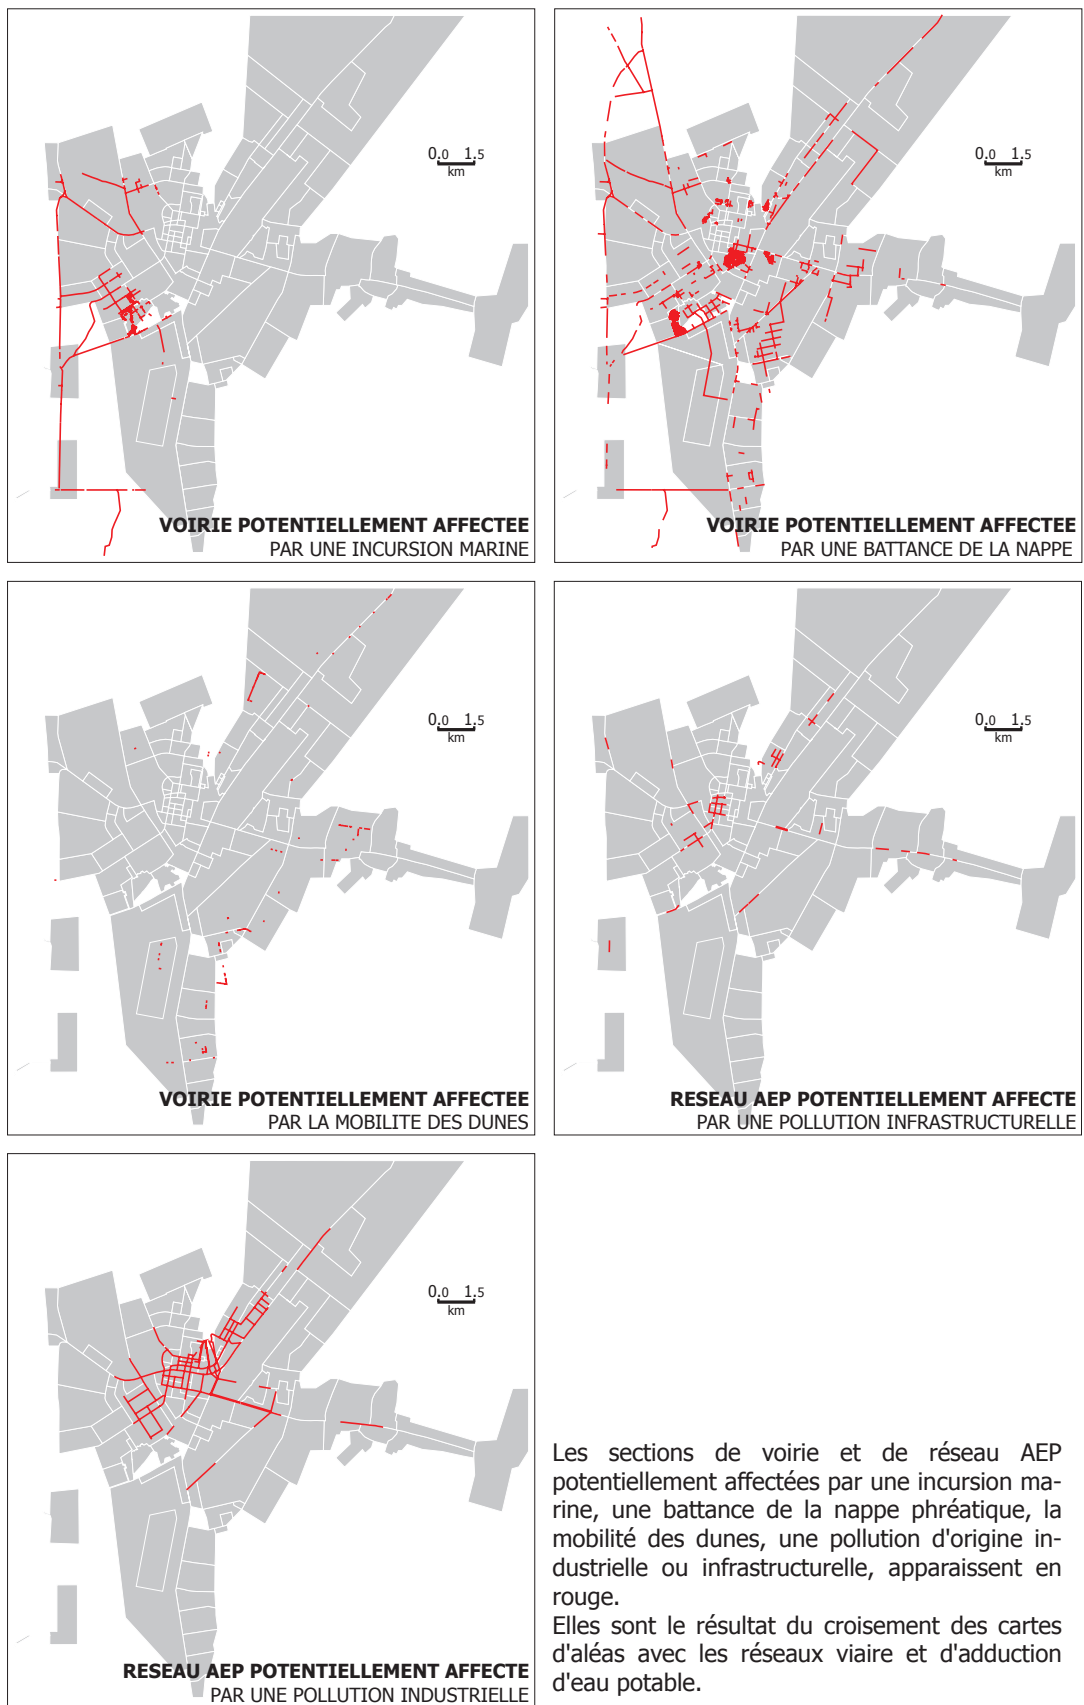 0.0 1.5
km
VOIRIE POTENTIELLEMENT AFFECTEE
PAR UNE INCURSION MARINE
0.0 1.5
km
VOIRIE POTENTIELLEMENT AFFECTEE
PAR UNE BATTANCE DE LA NAPPE
0.0 1.5
km
VOIRIE POTENTIELLEMENT AFFECTEE
PAR LA MOBILITE DES DUNES
0.0 1.5
km
RESEAU AEP POTENTIELLEMENT AFFECTE
PAR UNE POLLUTION INFRASTRUCTURELLE
0.0 1.5
km
RESEAU AEP POTENTIELLEMENT AFFECTE
PAR UNE POLLUTION INDUSTRIELLE
Les sections de voirie et de réseau AEP
potentiellement affectées par une incursion ma-
rine, une battance de la nappe phréatique, la
mobilité des dunes, une pollution d'origine in-
dustrielle ou infrastructurelle, apparaissent en
rouge.
Elles sont le résultat du croisement des cartes
d'aléas avec les réseaux viaire et d'adduction
d'eau potable.